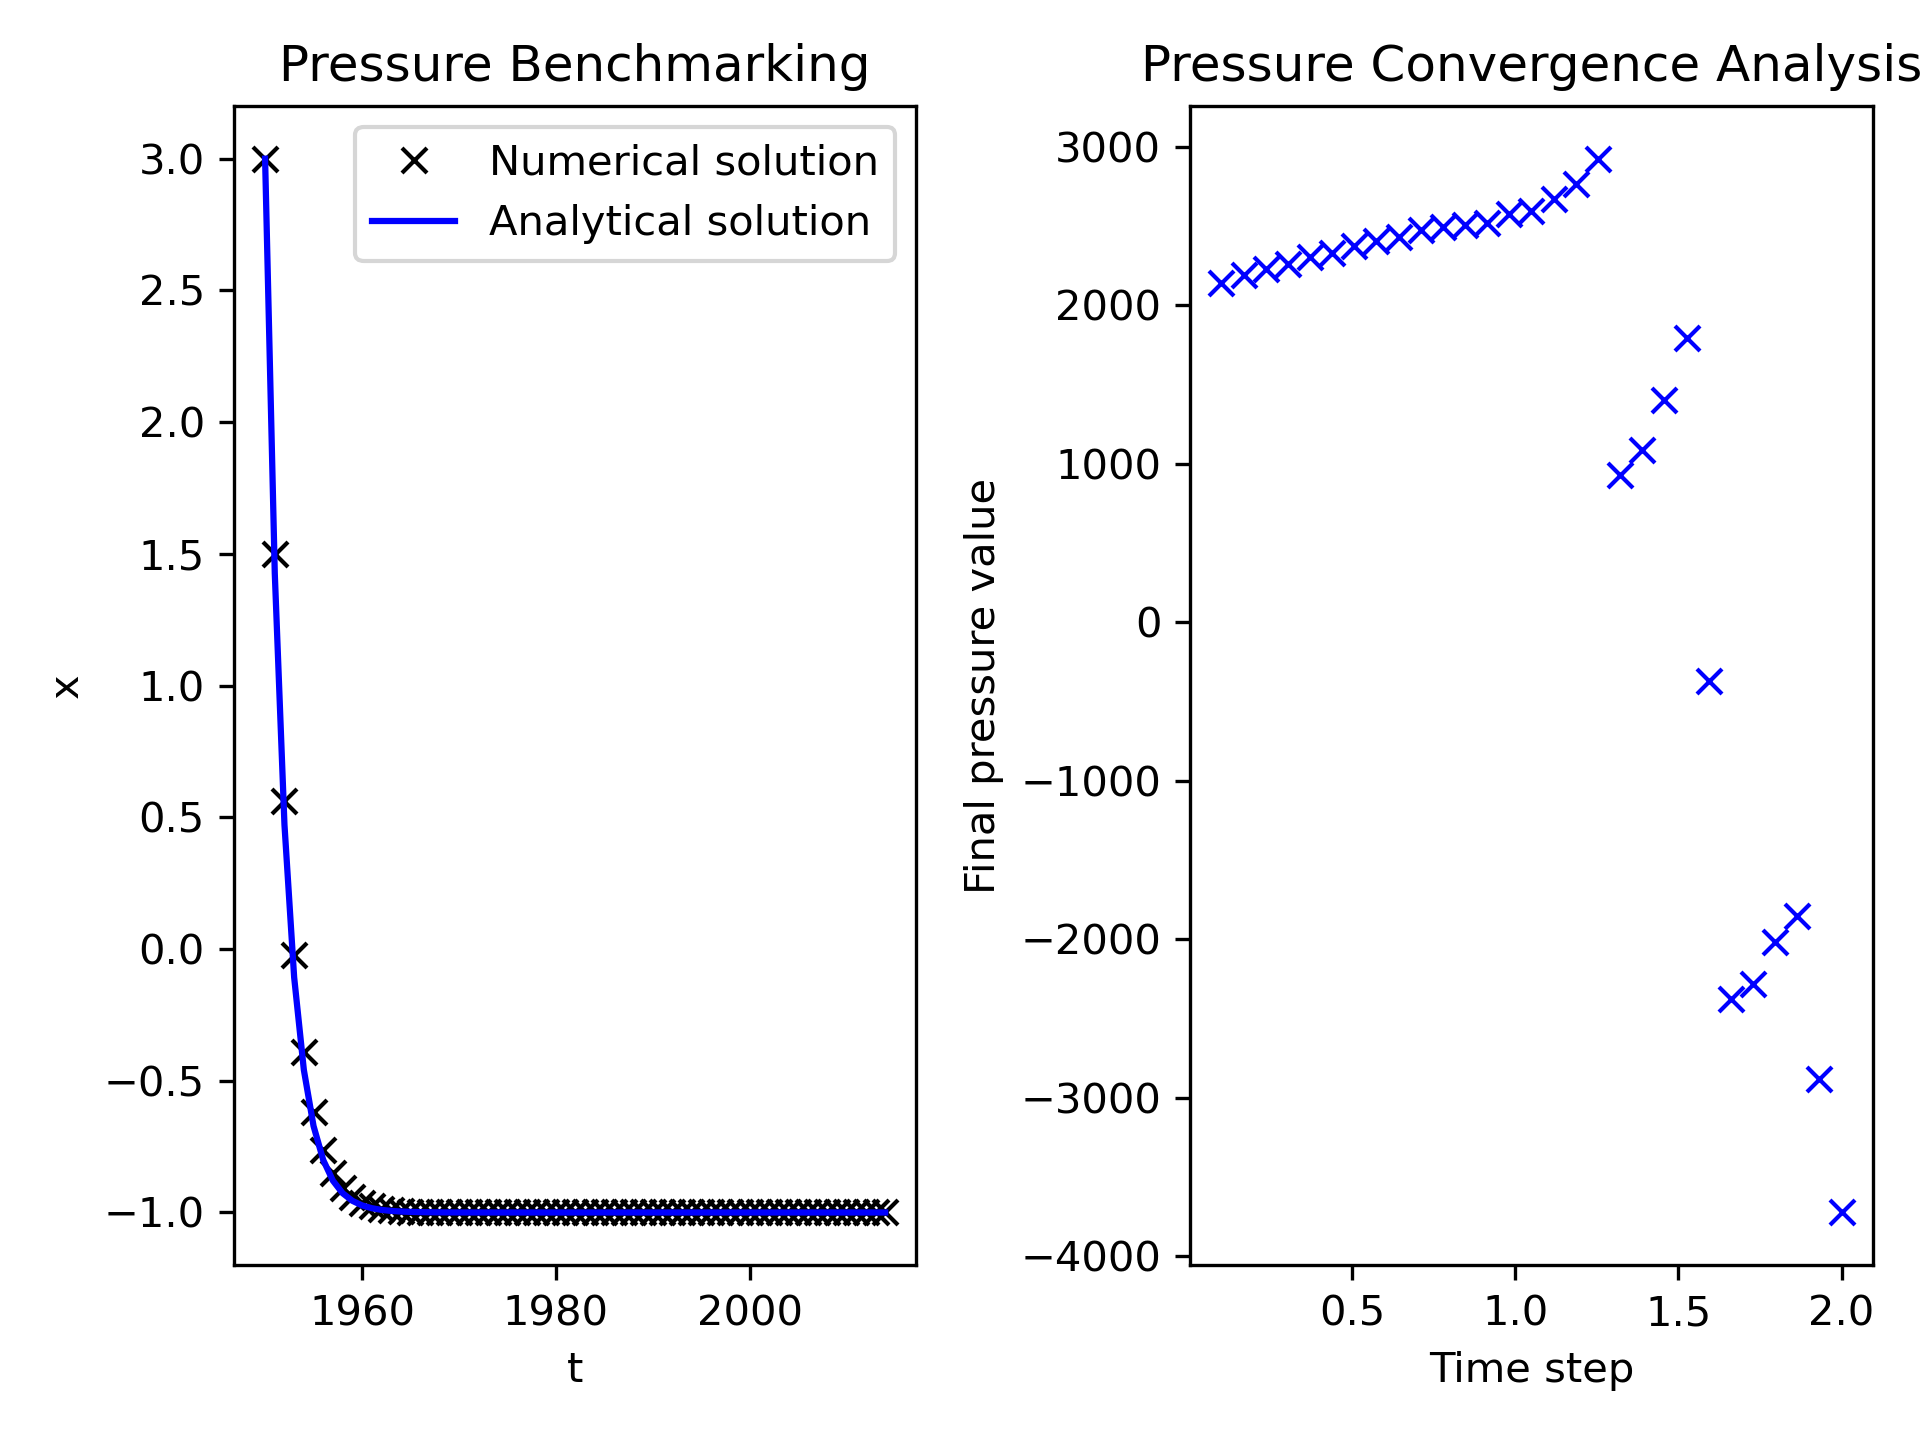 Pressure Benchmarking
Numerical solution
Analytical solution
3.0
2.5
2.0
1.5
1.0
0.5
0.0
−0.5
−1.0
x
1960 1980 2000
t
Pressure Convergence Analysis
3000
2000
1000
0
−1000
−2000
−3000
−4000
Final pressure value
0.5 1.0 1.5 2.0
Time step